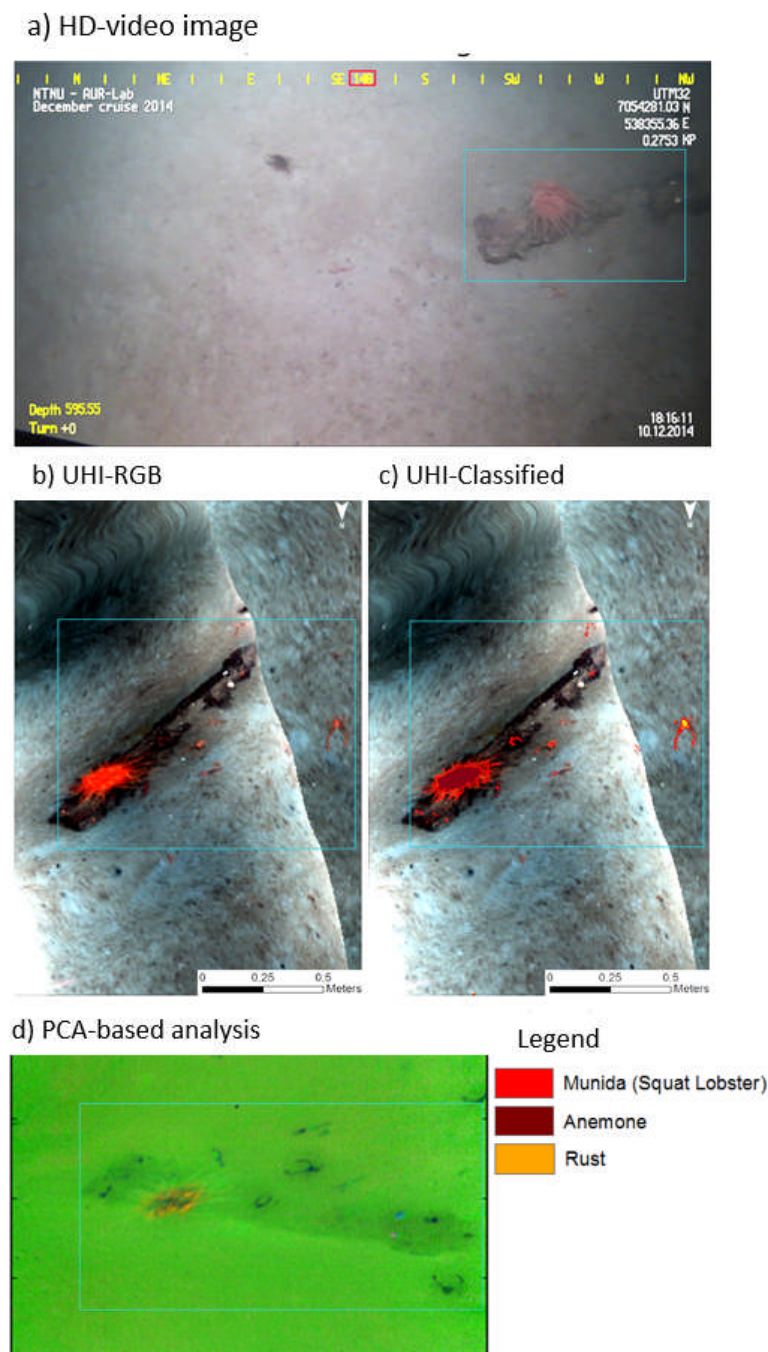 a) HD-video image
N NE E SE 148 S SW W NW
NTNU - AUR-Lab
December cruise 2014
UTM32
7054281.03 N
538355.36 E
0.2753 KP
Depth 595.55
Turn +0
18:16:11
10.12.2014
b) UHI-RGB
c) UHI-Classified
N
N
0 0.25 0.5
Meters
0 0.25 0.5
Meters
d) PCA-based analysis
Legend
Munida (Squat Lobster)
Anemone
Rust